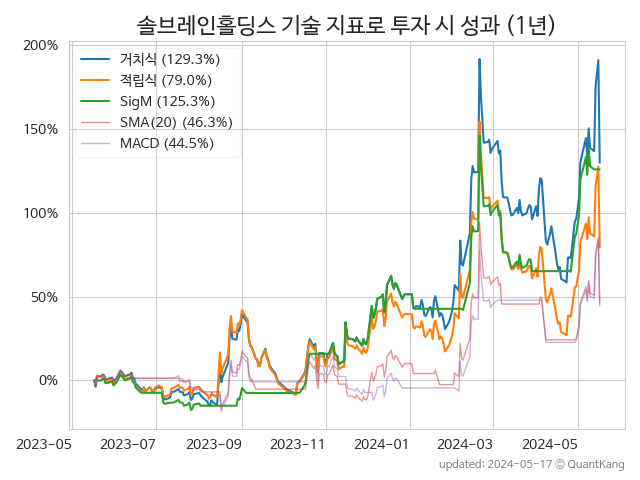 솔브레인홀딩스 기술 지표로 투자 시 성과 (1년)
200%
150%
100%
50%
0%
거치식 (129.3%)
적립식 (79.0%)
SigM (125.3%)
SMA(20) (46.3%)
MACD (44.5%)
2023-05 2023-07 2023-09 2023-11 2024-01 2024-03 2024-05
updated: 2024-05-17 © QuantKang